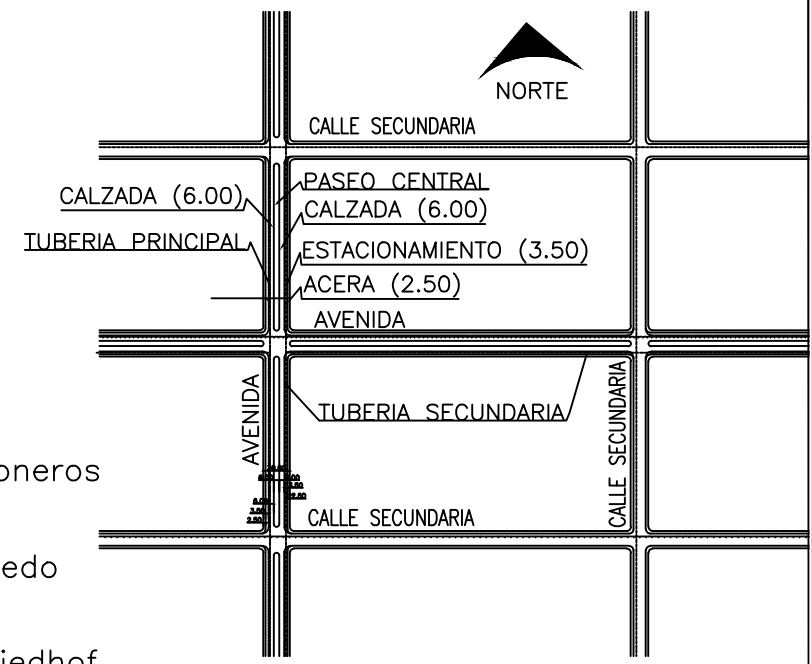 NORTE
CALLE SECUNDARIA
PASEO CENTRAL
CALZADA (6.00)
CALZADA (6.00)
TUBERIA PRINCIPAL
ESTACIONAMIENTO (3.50)
ACERA (2.50)
AVENIDA
AVENIDA
TUBERIA SECUNDARIA
CALLE SECUNDARIA
oneros
CALLE SECUNDARIA
edo
iedhof